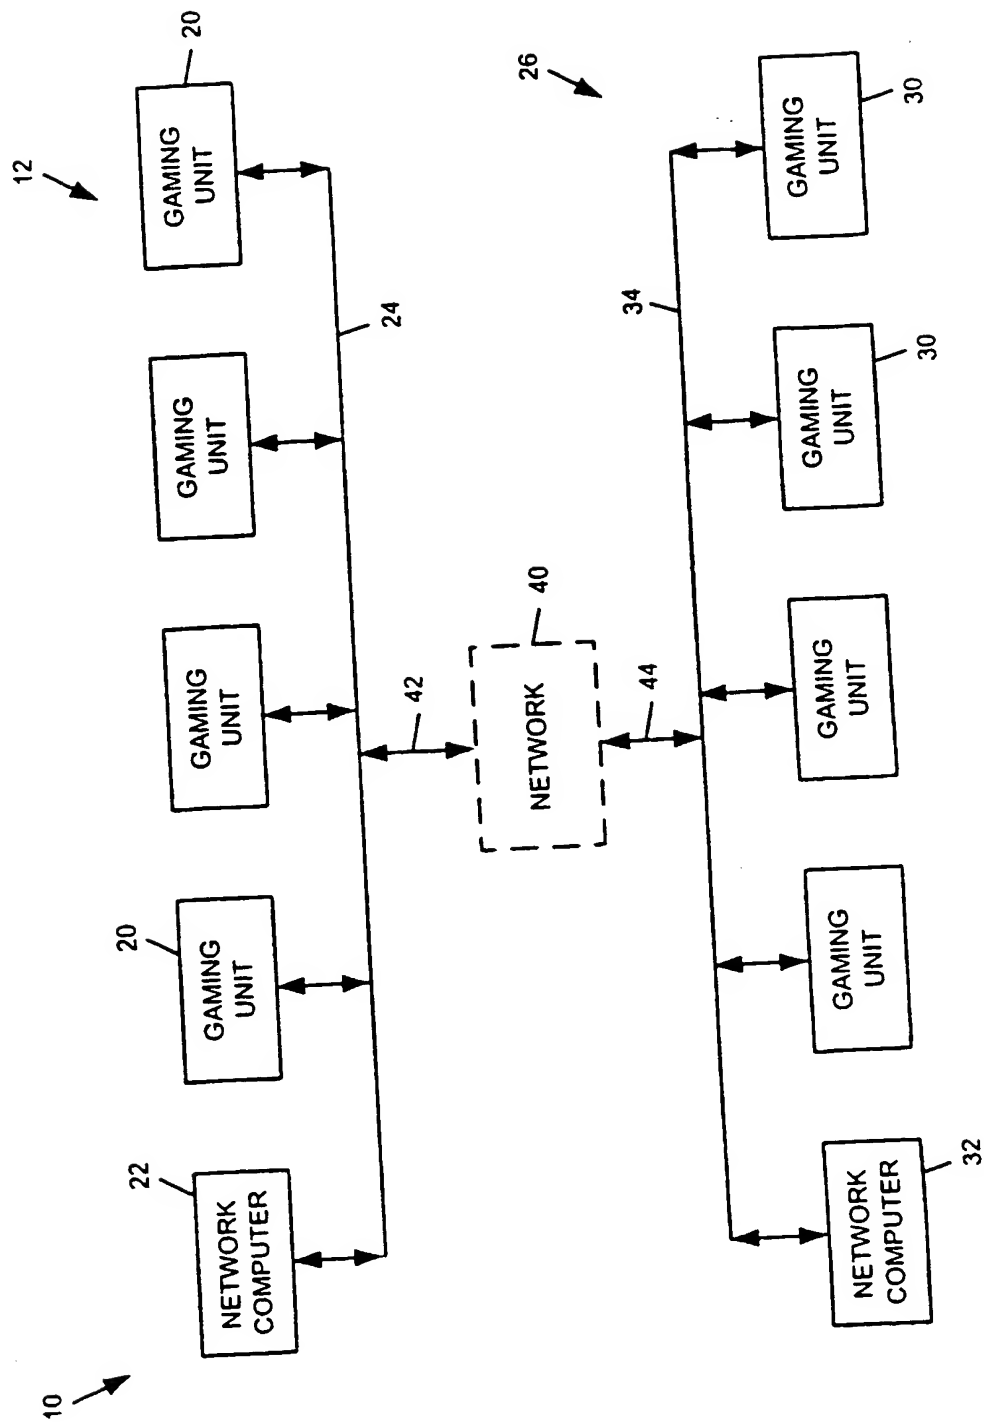 10
12
22
20
20
NETWORK
COMPUTER
GAMING
UNIT
GAMING
UNIT
GAMING
UNIT
GAMING
UNIT
24
42
NETWORK
40
26
44
34
NETWORK
COMPUTER
GAMING
UNIT
GAMING
UNIT
GAMING
UNIT
GAMING
UNIT
32
30
30